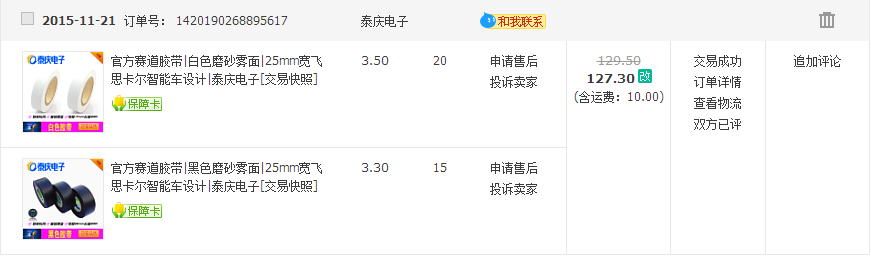 2015-11-21 订单号: 1420190268895617 泰庆电子 和我联系
泰庆电子
白色胶带
官方赛道胶带|白色磨砂雾面|25mm宽飞
思卡尔智能车设计|泰庆电子[交易快照]
保障卡
3.50 20 申请售后
投诉卖家
129.50
127.30 改
(含运费: 10.00)
交易成功
订单详情
查看物流
双方已评
追加评论
泰庆电子
黑色胶带
官方赛道胶带|黑色磨砂雾面|25mm宽飞
思卡尔智能车设计|泰庆电子[交易快照]
保障卡
3.30 15 申请售后
投诉卖家